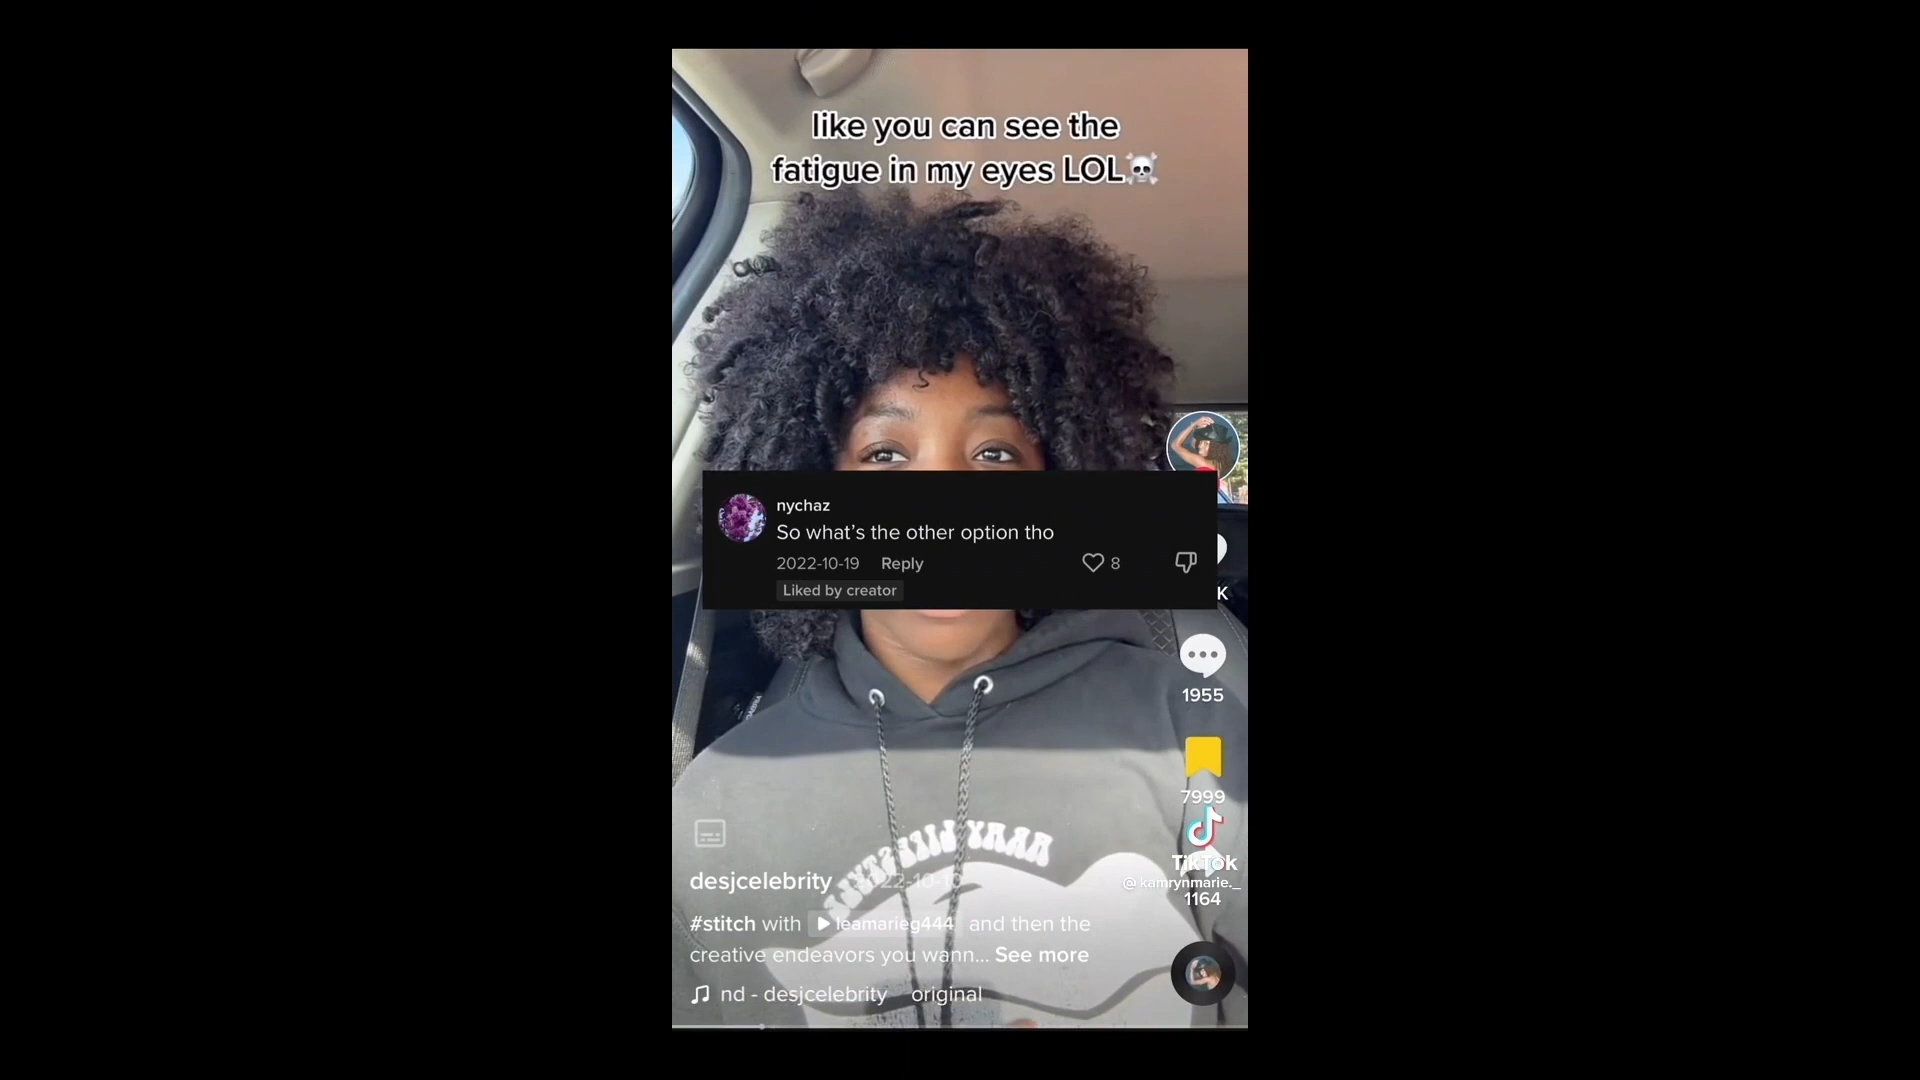 like you can see the
fatigue in my eyes LOL☠️
nychaz
So what's the other option tho
2022-10-19 Reply
8
Liked by creator
K
1955
7999
TikTok
@kamrynmarie._
1164
desjcelebrity
#stitch with leamarieg444 and then the
creative endeavors you wann... See more
nd - desjcelebrity original